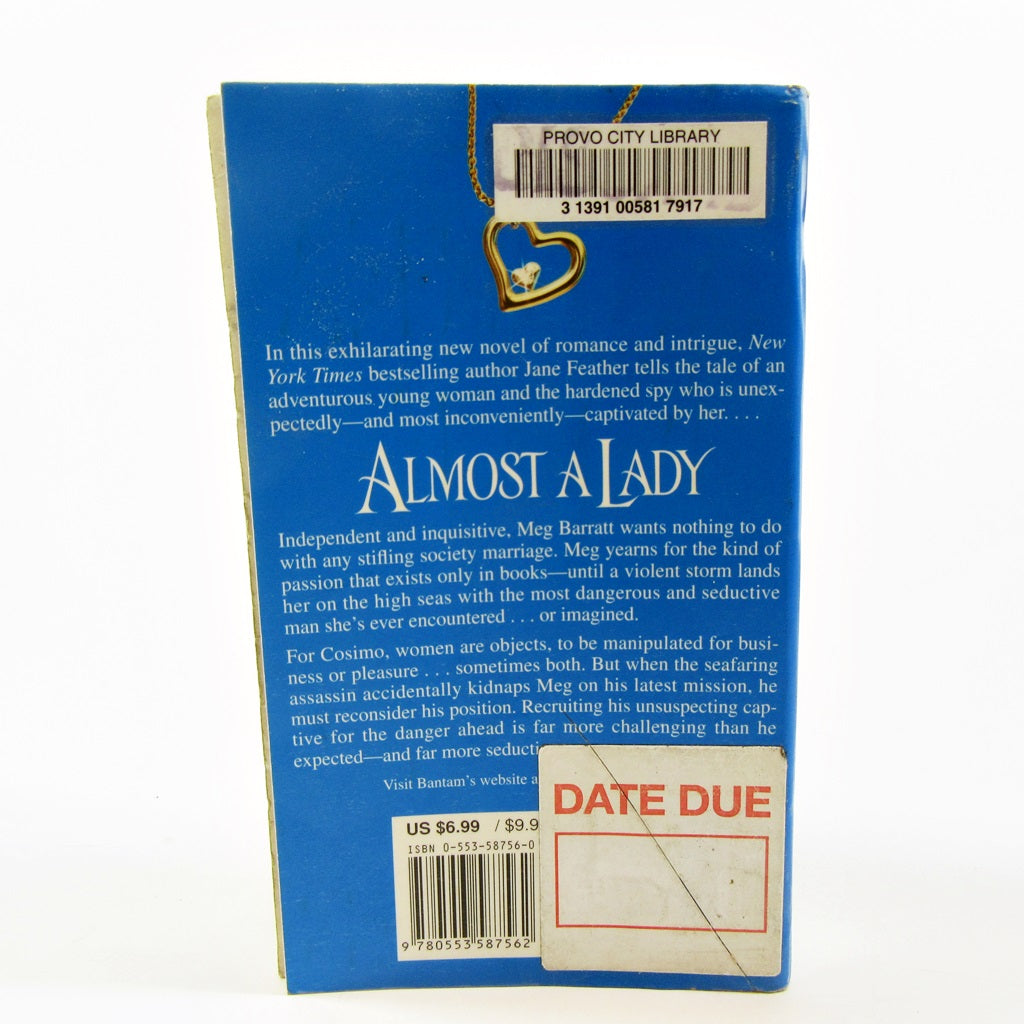 PROVO CITY LIBRARY
3 1391 00581 7917
In this exhilarating new novel of romance and intrigue, New
York Times bestselling author Jane Feather tells the tale of an
adventurous young woman and the hardened spy who is unex-
pectedly—and most inconveniently—captivated by her. . . .
ALMOST A LADY
Independent and inquisitive, Meg Barratt wants nothing to do
with any stifling society marriage. Meg yearns for the kind of
passion that exists only in books—until a violent storm lands
her on the high seas with the most dangerous and seductive
man she's ever encountered . . . or imagined.
For Cosimo, women are objects, to be manipulated for busi-
ness or pleasure . . . sometimes both. But when the seafaring
assassin accidentally kidnaps Meg on his latest mission, he
must reconsider his position. Recruiting his unsuspecting cap-
tive for the danger ahead is far more challenging than he
expected—and far more
Visit Bantam's website
DATE DUE
US $6.99 / $9.9
ISBN 0-553-58756-0
9 780553 587562